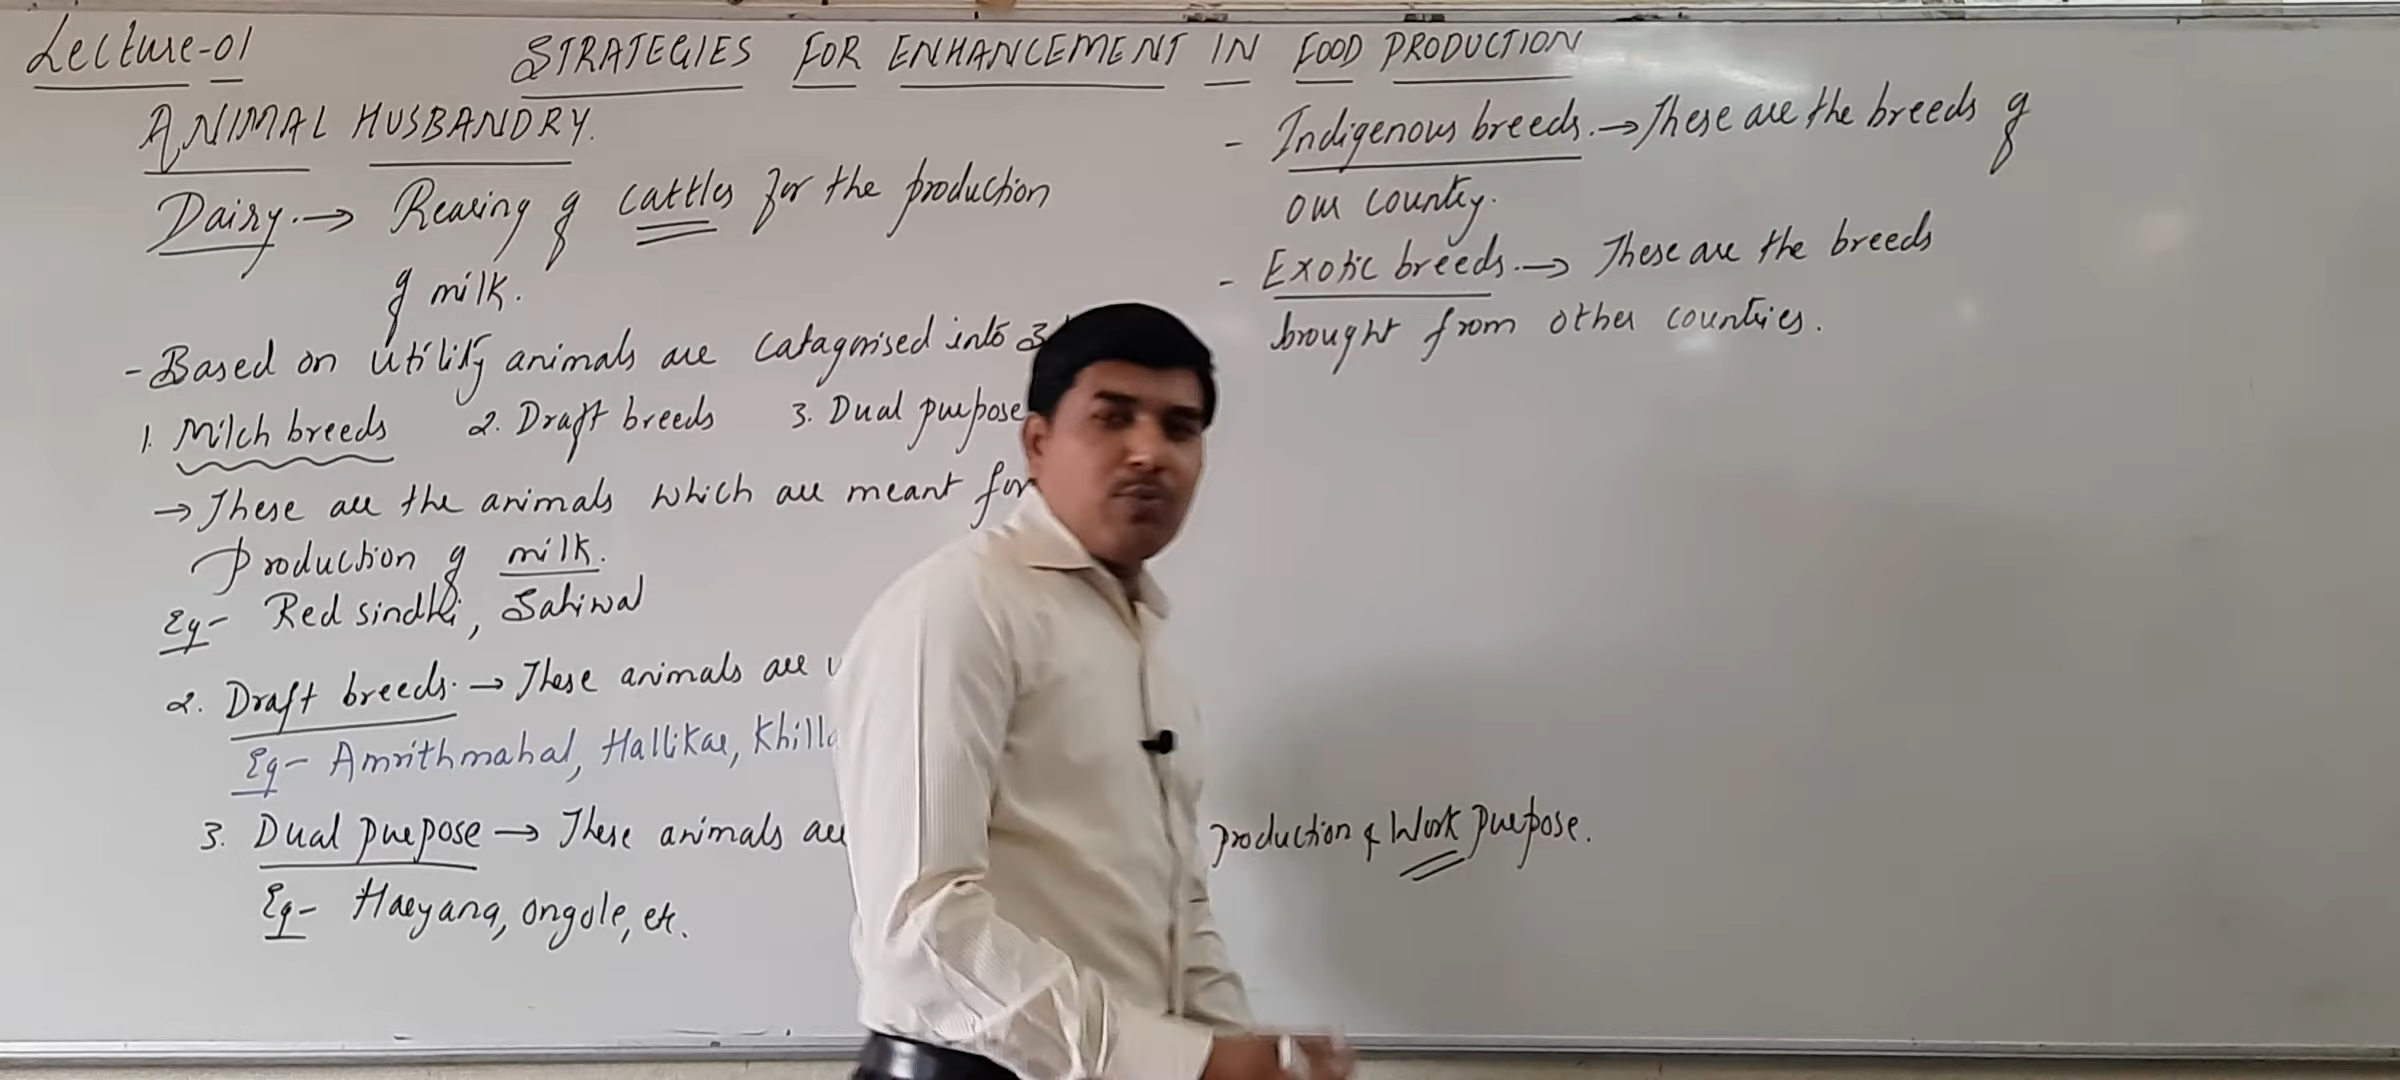 Lecture-01
STRATEGIES FOR ENHANCEMENT IN FOOD PRODUCTION
ANIMAL HUSBANDRY.
Dairy. → Rearing of cattles for the production
of milk.
- Based on utility animals are catagorised into 3
1. Milch breeds 2. Draft breeds 3. Dual purpose
→ These are the animals which are meant for
production of milk.
Eg- Red sindhi, Sahiwal
2. Draft breeds. → These animals are
Eg- Amrithmahal, Hallikar,
3. Dual purpose → These animals are production & Work purpose.
Eg- Haryana, ongole, etc.
- Indigenous breeds. → These are the breeds of
our country.
- Exotic breeds. → These are the breeds
brought from other countries.